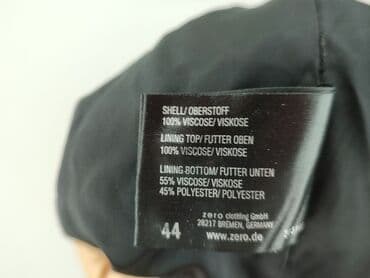 SHELL/ OBERSTOFF
100% VISCOSE/ VISKOSE
LINING TOP/ FUTTER OBEN
100% VISCOSE/ VISKOSE
LINING-BOTTOM/ FUTTER UNTEN
55% VISCOSE/ VISKOSE
45% POLYESTER/ POLYESTER
zero clothing GmbH
28217 BREMEN, GERMANY
44 www.zero.de